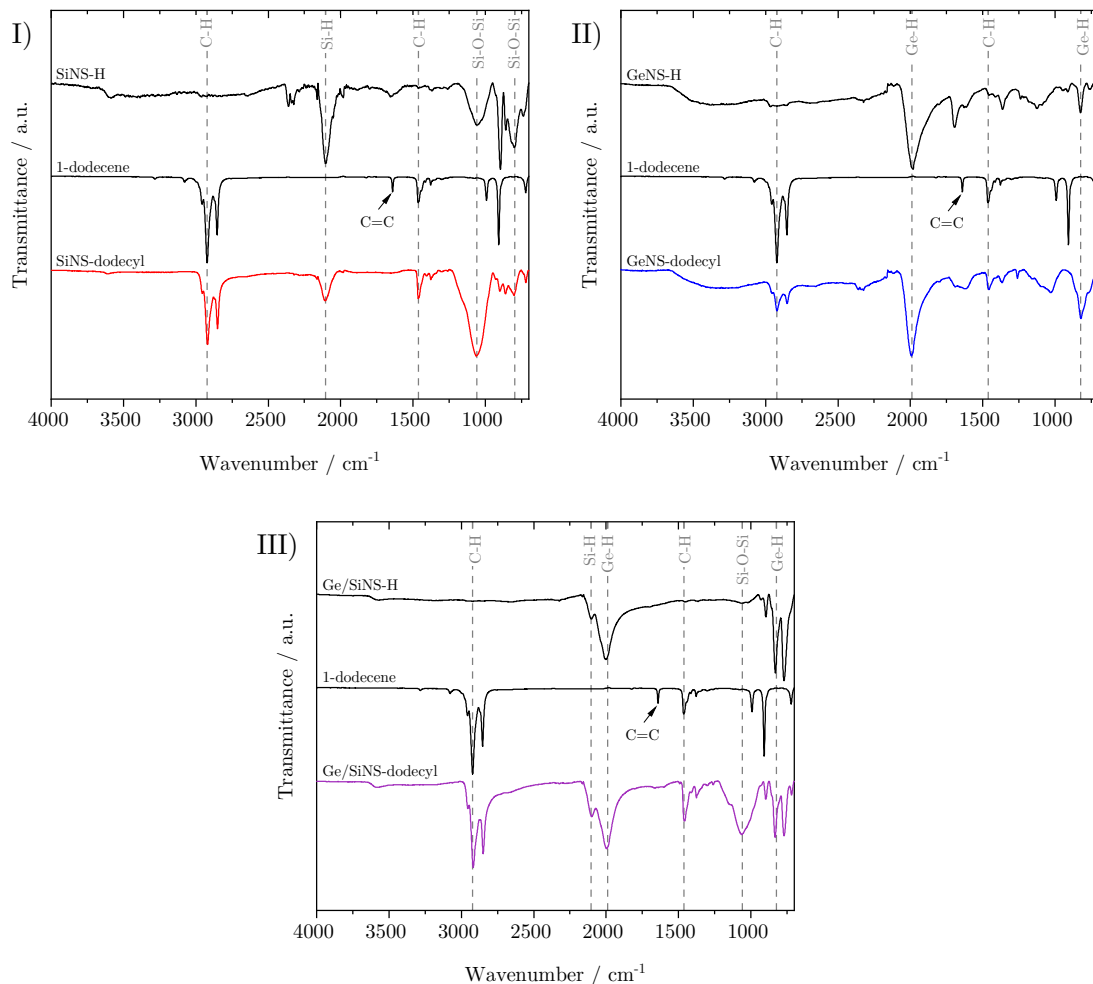 I)
C-H
Si-H
C-H
Si-O-Si
Si-O-Si
SiNS-H
1-dodecene
C=C
SiNS-dodecyl
Transmittance / a.u.
4000 3500 3000 2500 2000 1500 1000
Wavenumber / cm⁻¹
II)
C-H
Ge-H
C-H
Ge-H
GeNS-H
1-dodecene
C=C
GeNS-dodecyl
Transmittance / a.u.
4000 3500 3000 2500 2000 1500 1000
Wavenumber / cm⁻¹
III)
C-H
Si-H
Ge-H
C-H
Si-O-Si
Ge-H
Ge/SiNS-H
1-dodecene
C=C
Ge/SiNS-dodecyl
Transmittance / a.u.
4000 3500 3000 2500 2000 1500 1000
Wavenumber / cm⁻¹